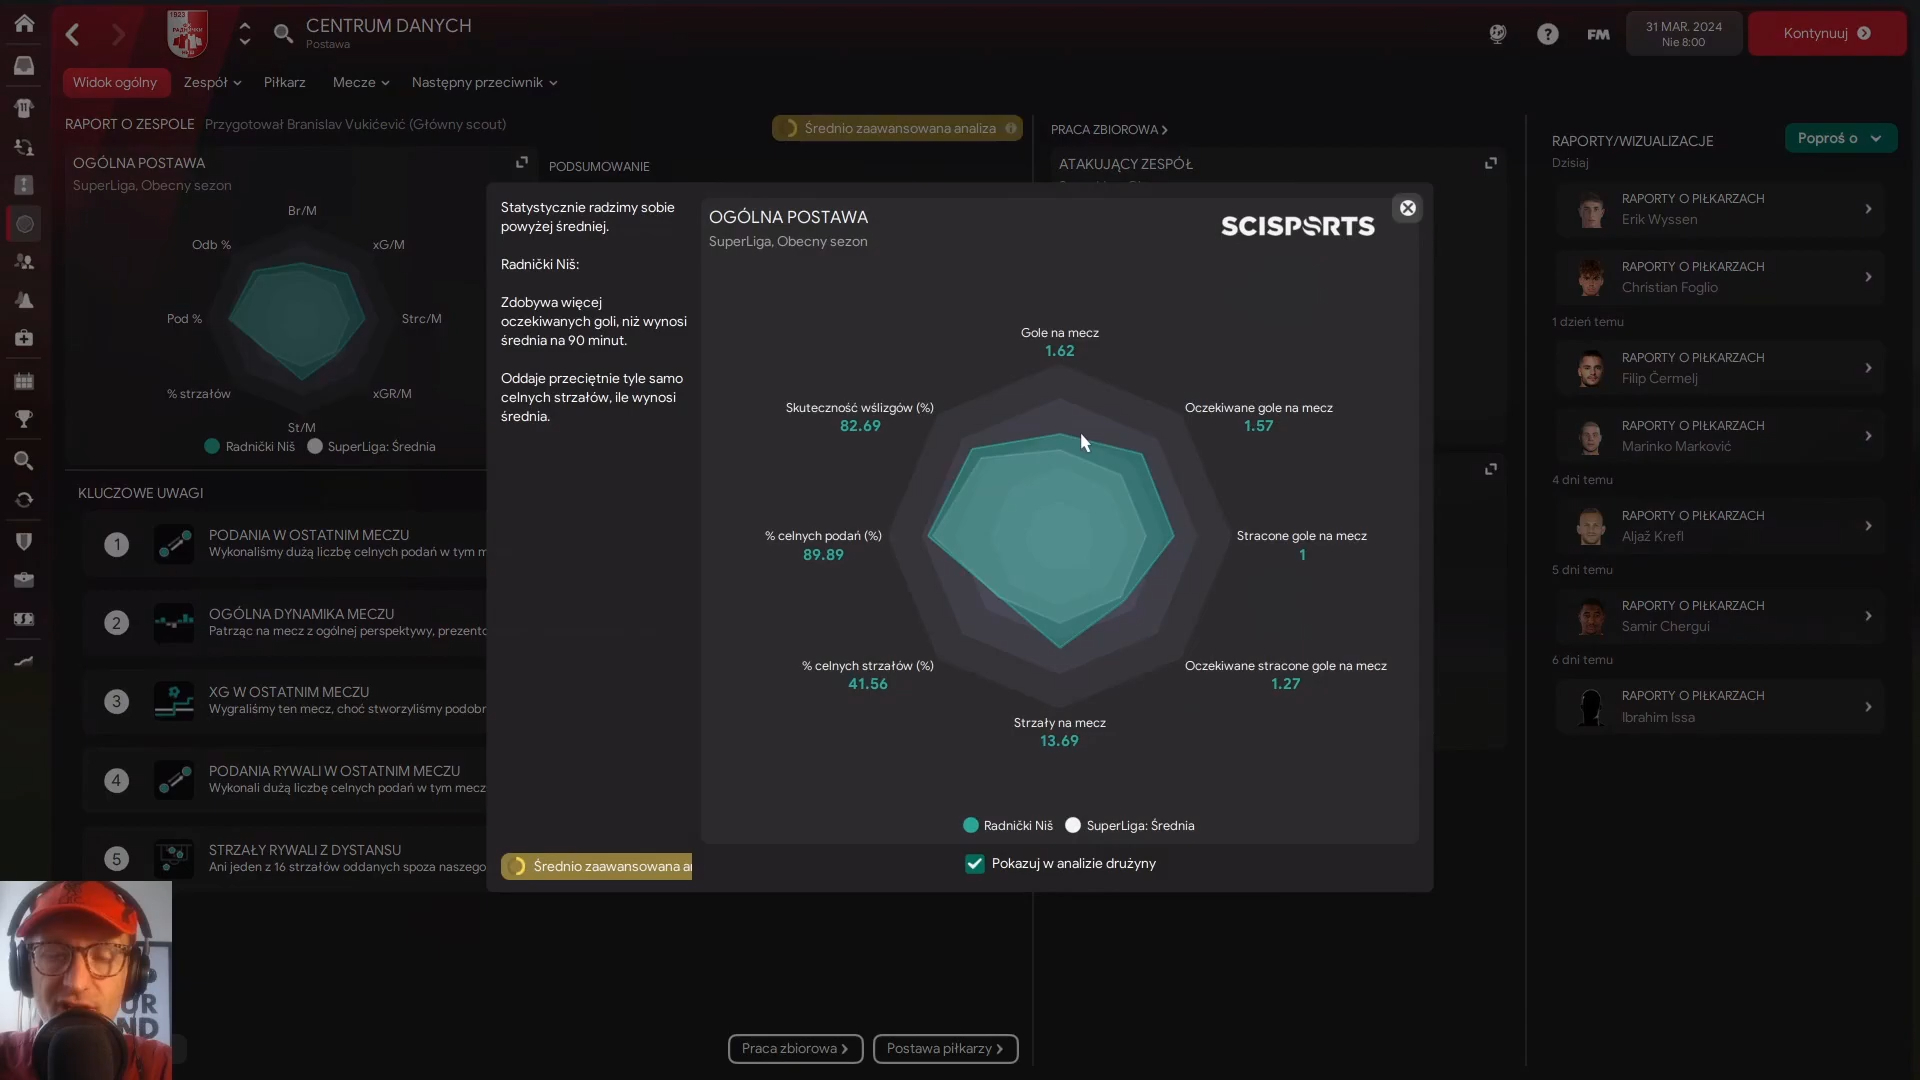 1923
РАДНИЧКИ
CENTRUM DANYCH
Postawa
FM
31 MAR. 2024
Nie 8:00
Kontynuuj
Widok ogólny
Zespół
Piłkarz
Mecze
Następny przeciwnik
RAPORT O ZESPOLE
Przygotował Branislav Vukićević (Główny scout)
Średnio zaawansowana analiza
OGÓLNA POSTAWA
SuperLiga, Obecny sezon
PODSUMOWANIE
Br/M
Odb %
xG/M
Pod %
Strc/M
% strzałów
xGR/M
St/M
Radnički Niš
SuperLiga: Średnia
KLUCZOWE UWAGI
1
PODANIA W OSTATNIM MECZU
Wykonaliśmy dużą liczbę celnych podań w tym m
2
OGÓLNA DYNAMIKA MECZU
Patrząc na mecz z ogólnej perspektywy, prezento
3
XG W OSTATNIM MECZU
Wygraliśmy ten mecz, choć stworzyliśmy podobr
4
PODANIA RYWALI W OSTATNIM MECZU
Wykonali dużą liczbę celnych podań w tym mecz
5
STRZAŁY RYWALI Z DYSTANSU
Ani jeden z 16 strzałów oddanych spoza naszego
Statystycznie radzimy sobie
powyżej średniej.
Radnički Niš:
Zdobywa więcej
oczekiwanych goli, niż wynosi
średnia na 90 minut.
Oddaje przeciętnie tyle samo
celnych strzałów, ile wynosi
średnia.
Średnio zaawansowana ar
OGÓLNA POSTAWA
SuperLiga, Obecny sezon
SCISPORTS
Gole na mecz
1.62
Skuteczność wślizgów (%)
82.69
Oczekiwane gole na mecz
1.57
% celnych podań (%)
89.89
Stracone gole na mecz
1
% celnych strzałów (%)
41.56
Oczekiwane stracone gole na mecz
1.27
Strzały na mecz
13.69
Radnički Niš
SuperLiga: Średnia
Pokazuj w analizie drużyny
Praca zbiorowa
Postawa piłkarzy
PRACA ZBIOROWA
ATAKUJĄCY ZESPÓŁ
RAPORTY/WIZUALIZACJE
Poproś o
Dzisiaj
RAPORTY O PIŁKARZACH
Erik Wyssen
RAPORTY O PIŁKARZACH
Christian Foglio
1 dzień temu
RAPORTY O PIŁKARZACH
Filip Čermelj
RAPORTY O PIŁKARZACH
Marinko Marković
4 dni temu
RAPORTY O PIŁKARZACH
Aljaž Krefl
5 dni temu
RAPORTY O PIŁKARZACH
Samir Chergui
6 dni temu
RAPORTY O PIŁKARZACH
Ibrahim Issa